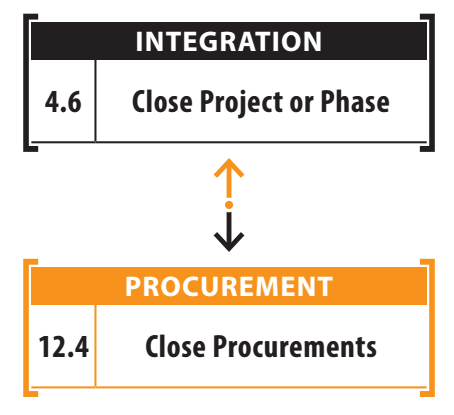 INTEGRATION
4.6 Close Project or Phase
PROCUREMENT
12.4 Close Procurements